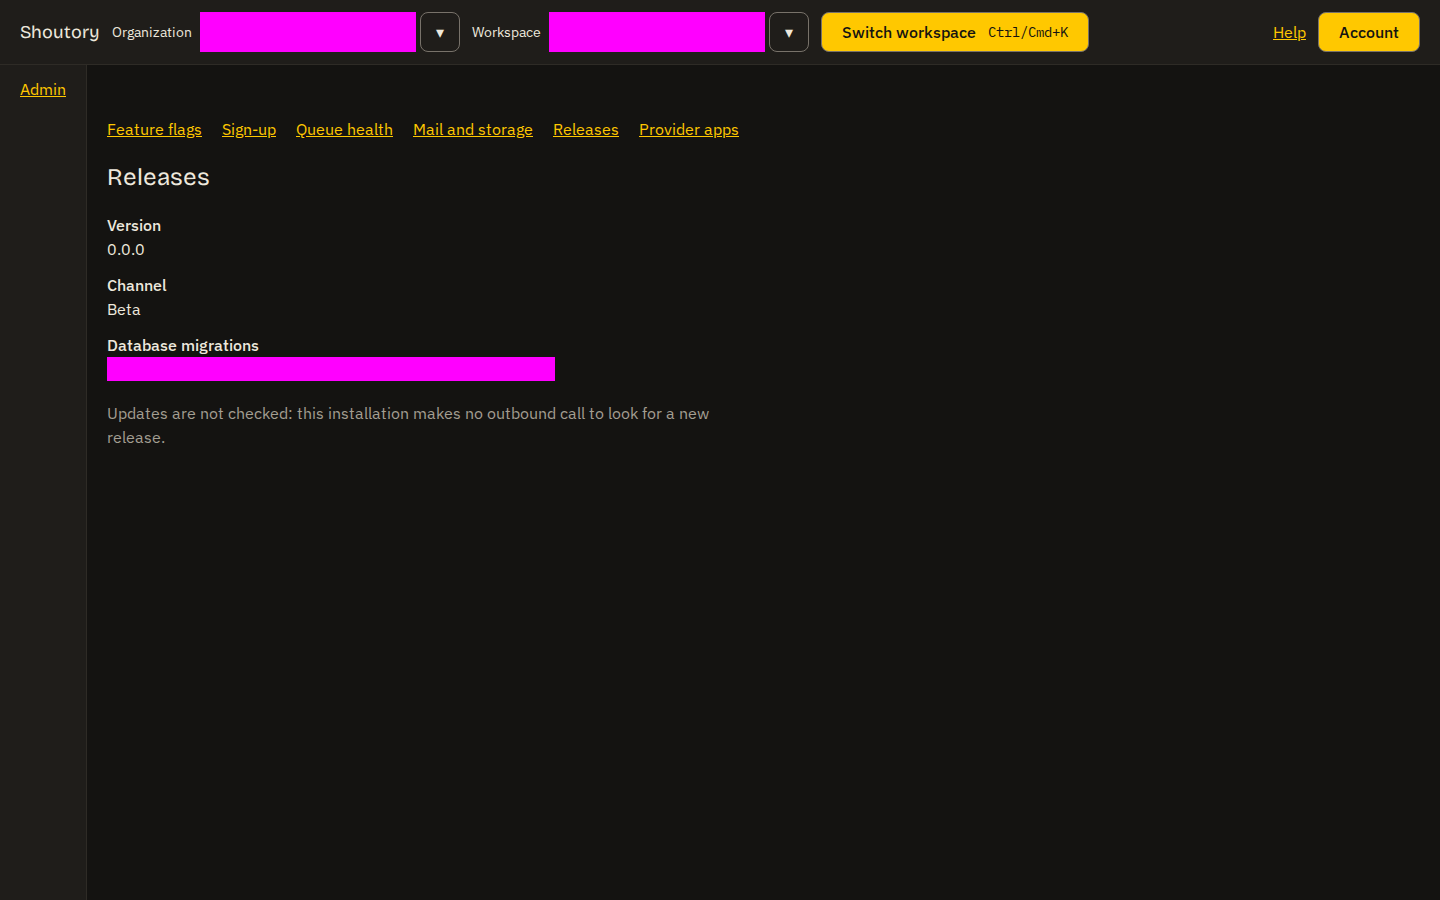 Shoutory Organization ▼ Workspace ▼ Switch workspace Ctrl/Cmd+K Help Account
Admin
Feature flags Sign-up Queue health Mail and storage Releases Provider apps
Releases
Version
0.0.0
Channel
Beta
Database migrations
Updates are not checked: this installation makes no outbound call to look for a new
release.